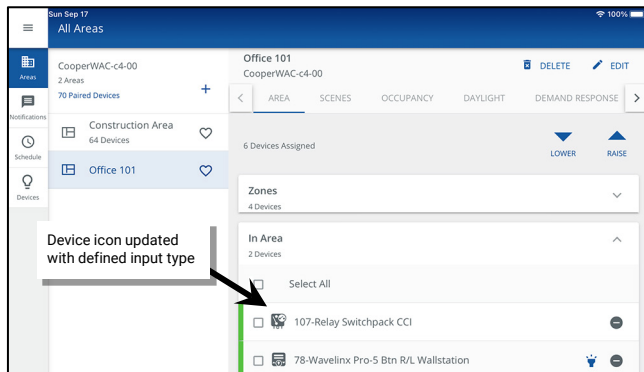 Sun Sep 17
100%
All Areas
Areas
Notifications
Schedule
Devices
CooperWAC-c4-00
2 Areas
70 Paired Devices
+
Construction Area
64 Devices
Office 101
Office 101
CooperWAC-c4-00
DELETE
EDIT
AREA SCENES OCCUPANCY DAYLIGHT DEMAND RESPONSE
6 Devices Assigned
LOWER
RAISE
Zones
4 Devices
In Area
2 Devices
Select All
107-Relay Switchpack CCI
78-Wavelinx Pro-5 Btn R/L Wallstation
Device icon updated
with defined input type